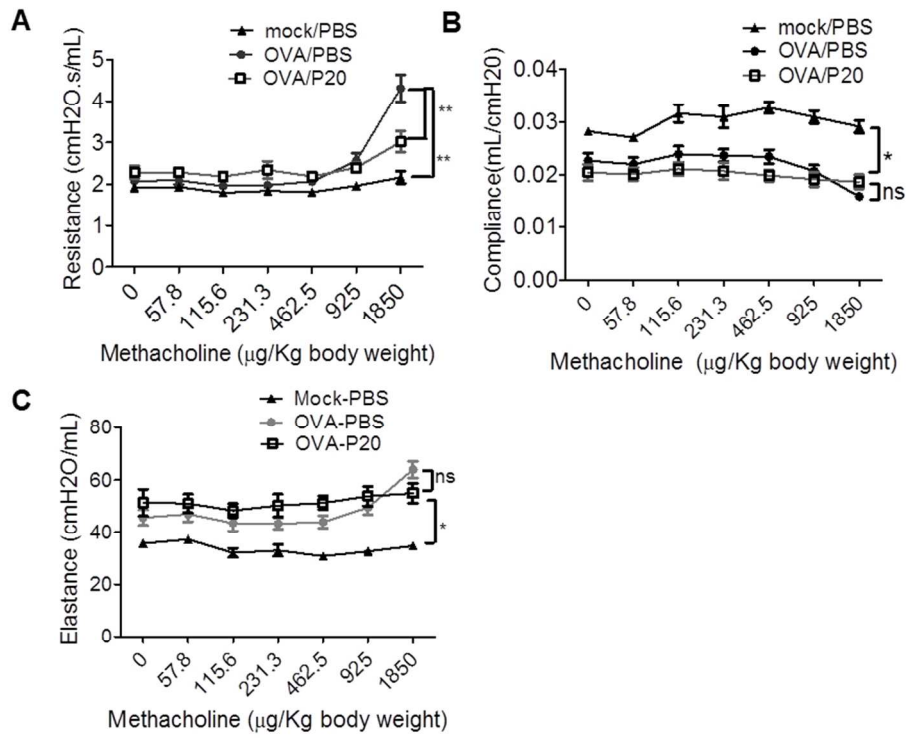 A
mock/PBS
OVA/PBS
OVA/P20
Resistance (cmH2O.s/mL)
5
4
3
2
1
0
**
**
0
57.8
115.6
231.3
462.5
925
1850
Methacholine (μg/Kg body weight)
B
mock/PBS
OVA/PBS
OVA/P20
Compliance(mL/cmH20)
0.04
0.03
0.02
0.01
0.00
*
ns
0
57.8
115.6
231.3
462.5
925
1850
Methacholine (μg/Kg body weight)
C
Mock-PBS
OVA-PBS
OVA-P20
Elastance (cmH2O/mL)
80
60
40
20
0
ns
*
0
57.8
115.6
231.3
462.5
925
1850
Methacholine (μg/Kg body weight)